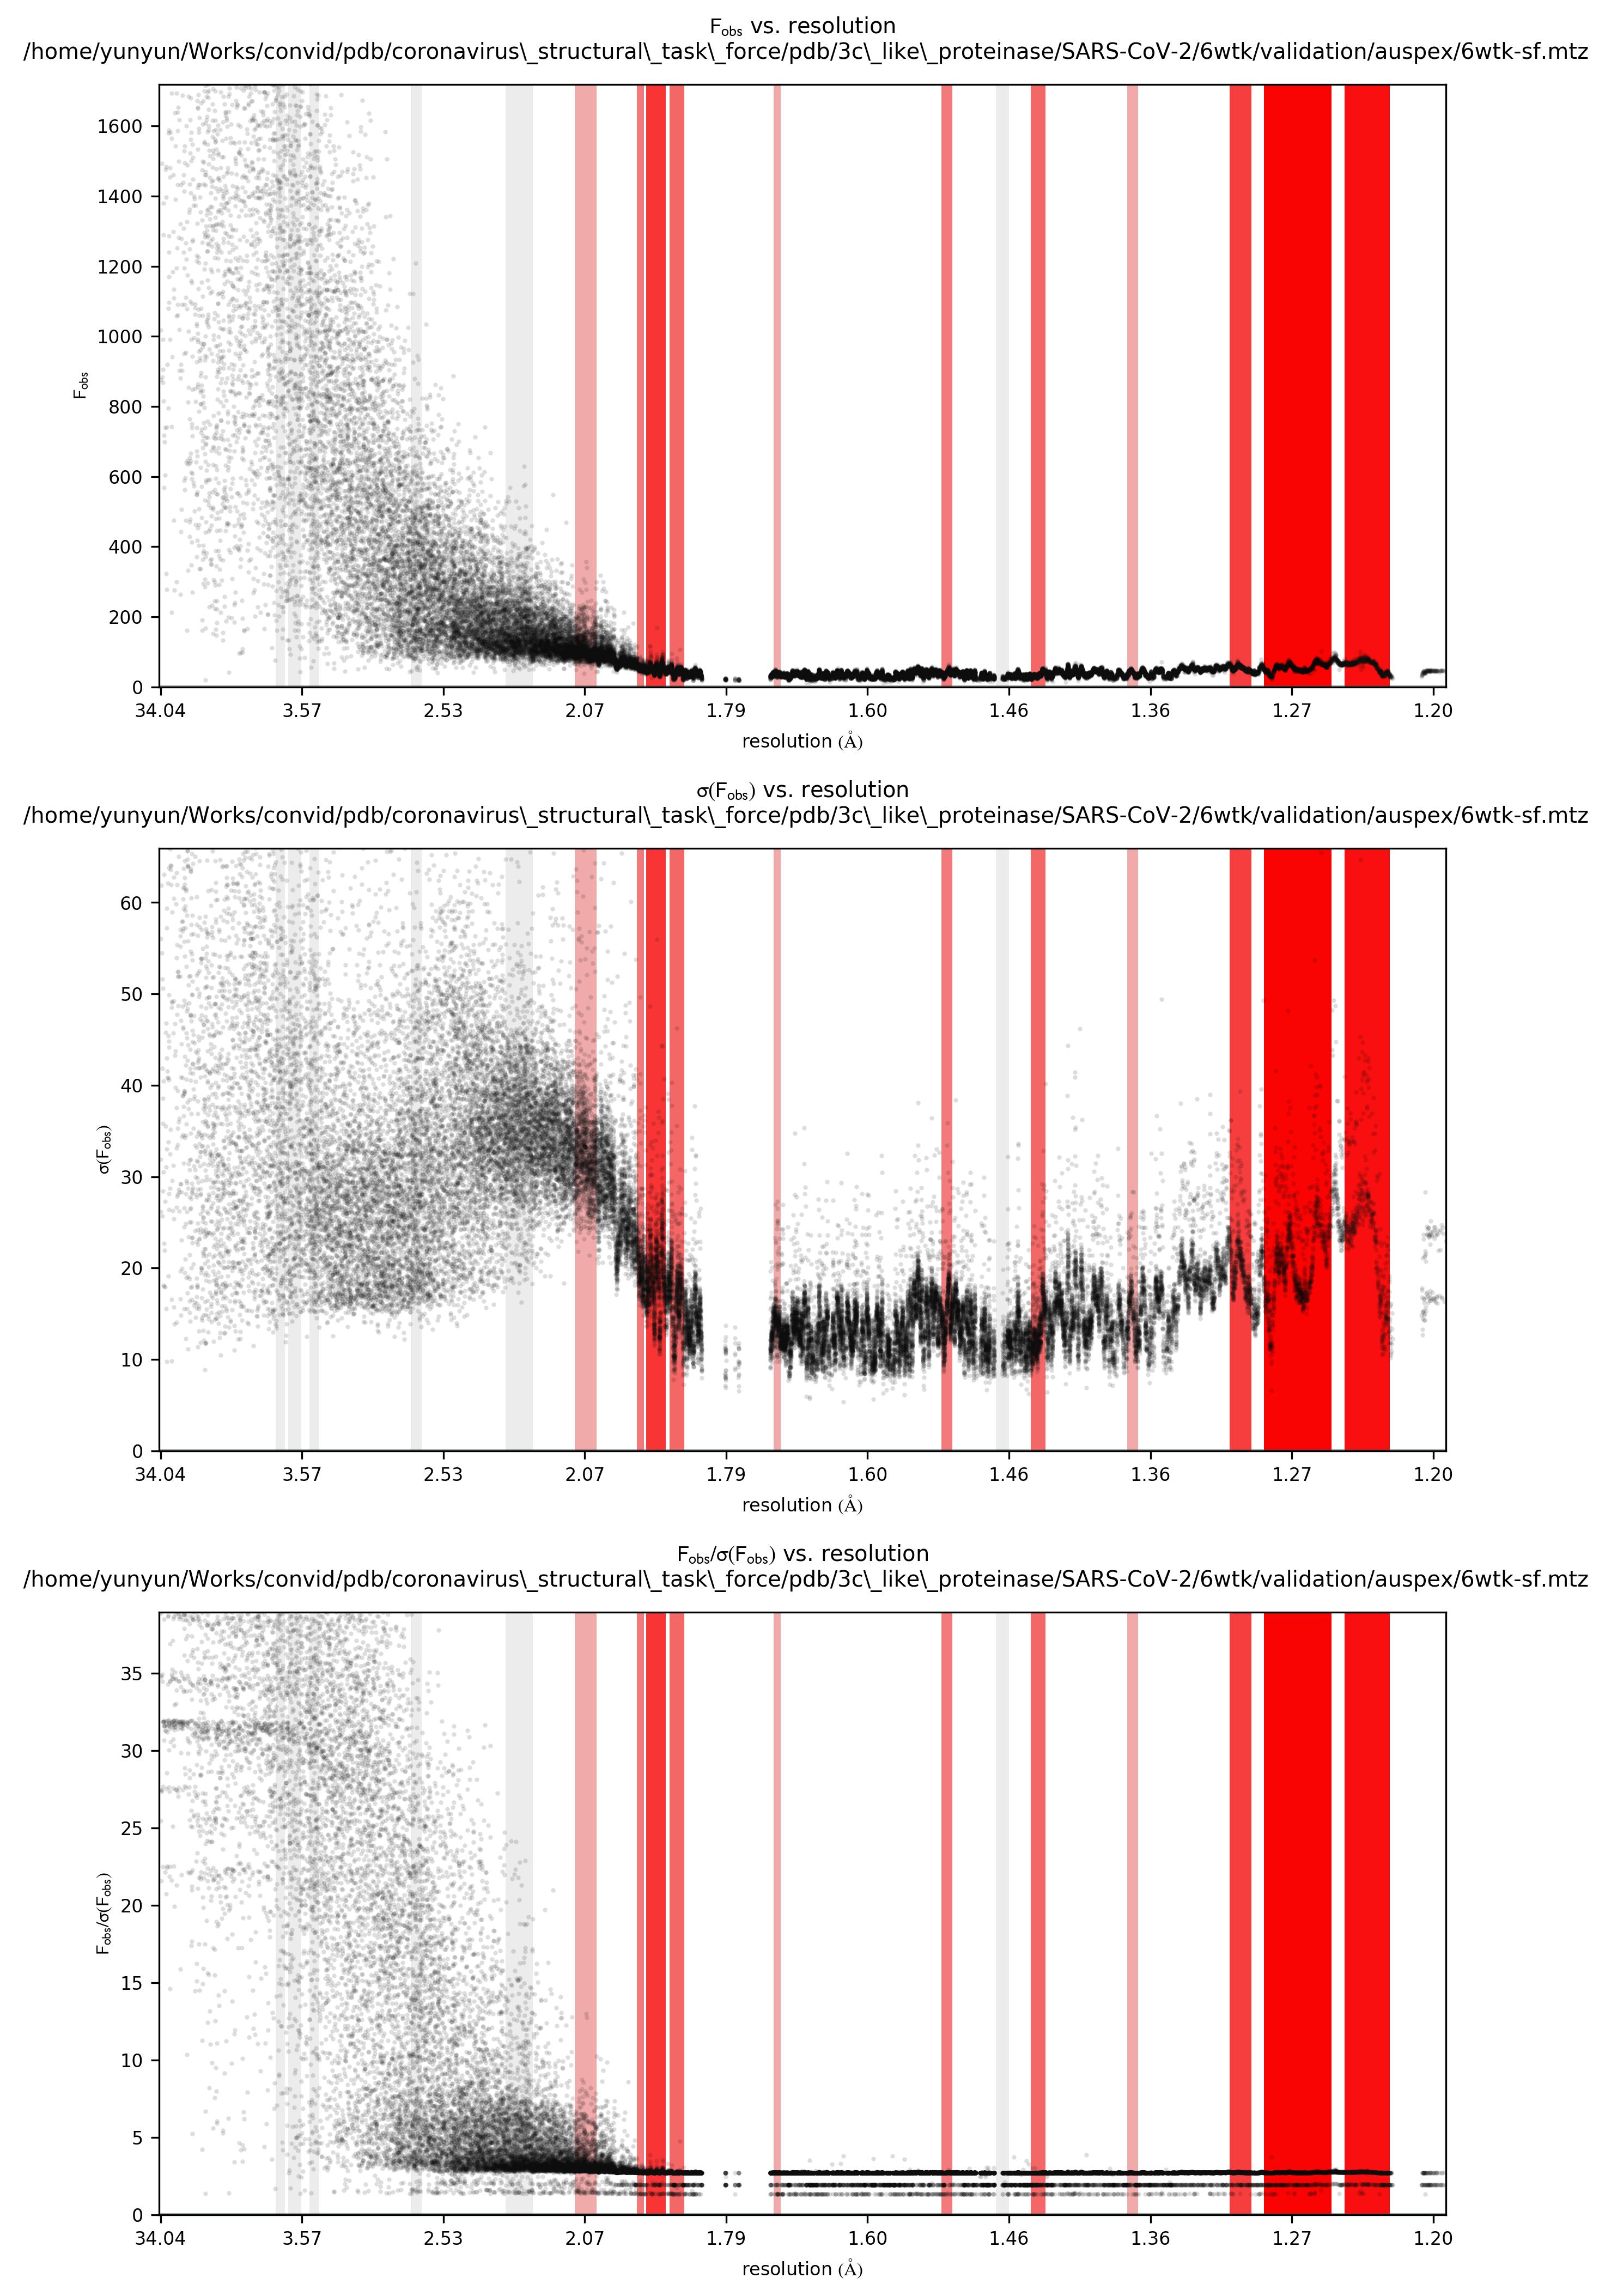 Fobs vs. resolution
/home/yunyun/Works/convid/pdb/coronavirus\_structural\_task\_force/pdb/3c\_like\_proteinase/SARS-CoV-2/6wtk/validation/auspex/6wtk-sf.mtz
1600
1400
1200
1000
800
600
400
200
0
Fobs
34.04 3.57 2.53 2.07 1.79 1.60 1.46 1.36 1.27 1.20
resolution (Å)
σ(Fobs) vs. resolution
/home/yunyun/Works/convid/pdb/coronavirus\_structural\_task\_force/pdb/3c\_like\_proteinase/SARS-CoV-2/6wtk/validation/auspex/6wtk-sf.mtz
60
50
40
30
20
10
0
σ(Fobs)
34.04 3.57 2.53 2.07 1.79 1.60 1.46 1.36 1.27 1.20
resolution (Å)
Fobs/σ(Fobs) vs. resolution
/home/yunyun/Works/convid/pdb/coronavirus\_structural\_task\_force/pdb/3c\_like\_proteinase/SARS-CoV-2/6wtk/validation/auspex/6wtk-sf.mtz
35
30
25
20
15
10
5
0
Fobs/σ(Fobs)
34.04 3.57 2.53 2.07 1.79 1.60 1.46 1.36 1.27 1.20
resolution (Å)